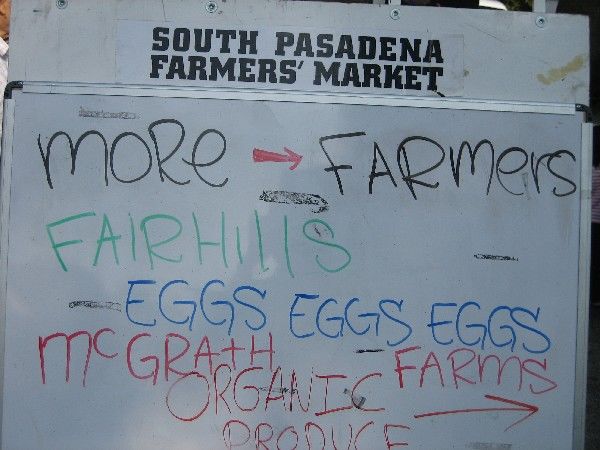 SOUTH PASADENA
FARMERS' MARKET
MORe → FARMers
FAIRHILLS
EGGS EGGS EGGS
McGRAtH FARMS
ORGANIC →
PRODUCE